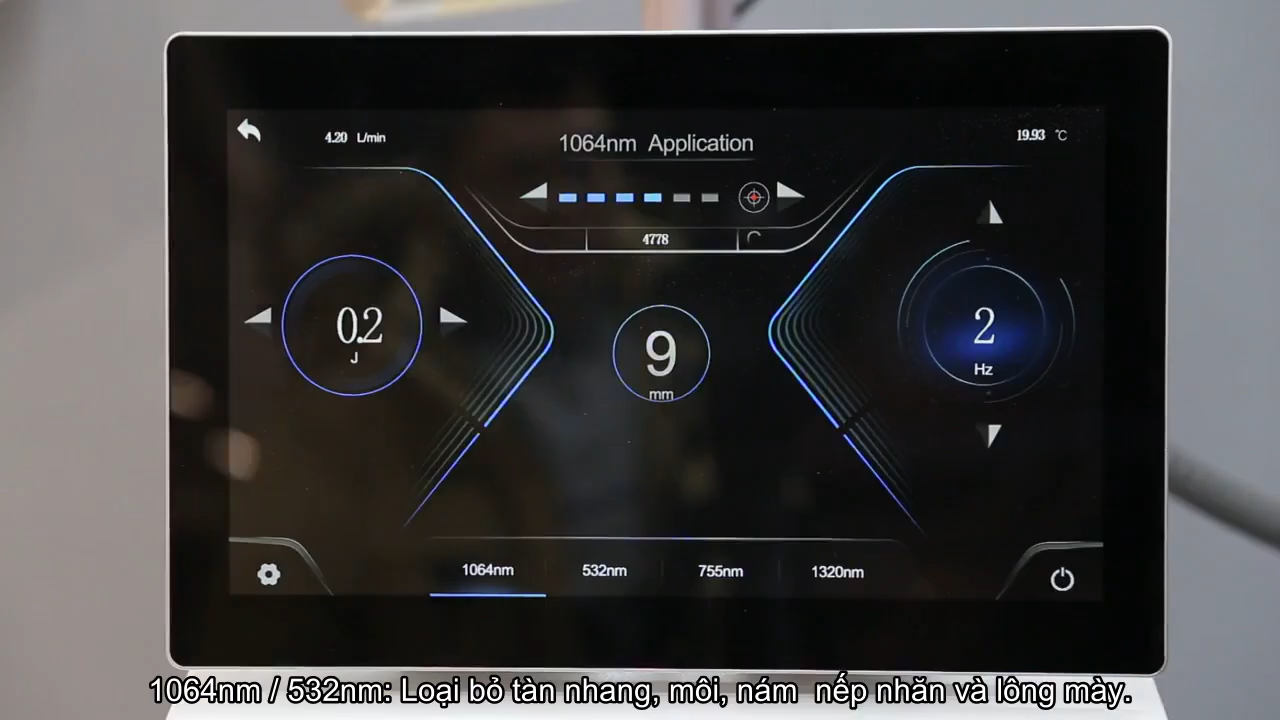 4.20 L/min
1064nm Application
19.93 °C
4778
0.2
J
9
mm
2
Hz
1064nm 532nm 755nm 1320nm
1064nm / 532nm: Loại bỏ tàn nhang, môi, nám nếp nhăn và lông mày.